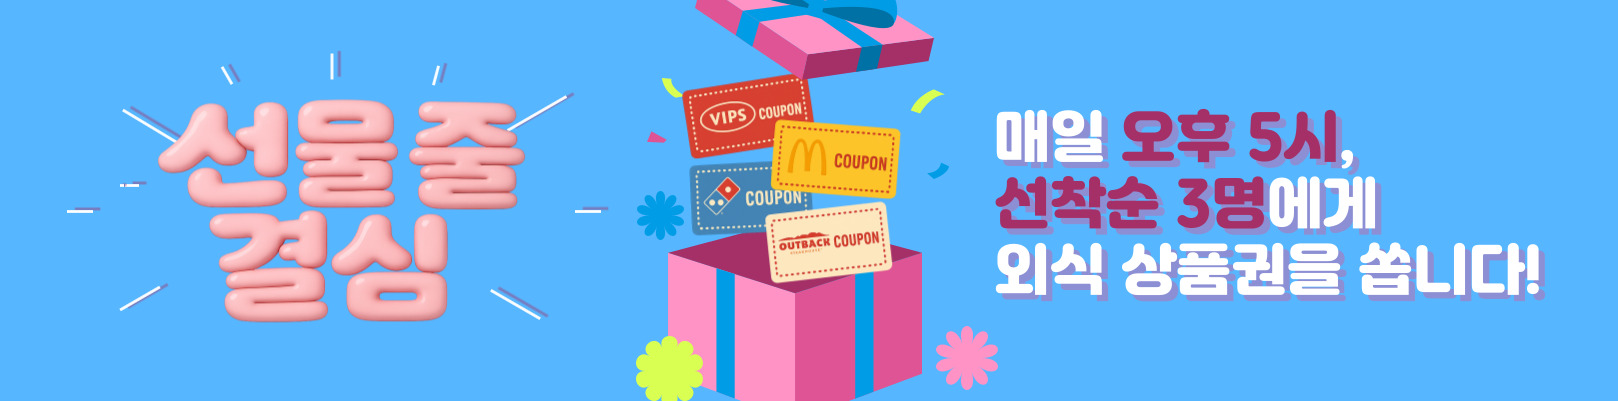 선물 줄
결심
VIPS COUPON
COUPON
COUPON
OUTBACK COUPON
매일 오후 5시,
선착순 3명에게
외식 상품권을 쏩니다!